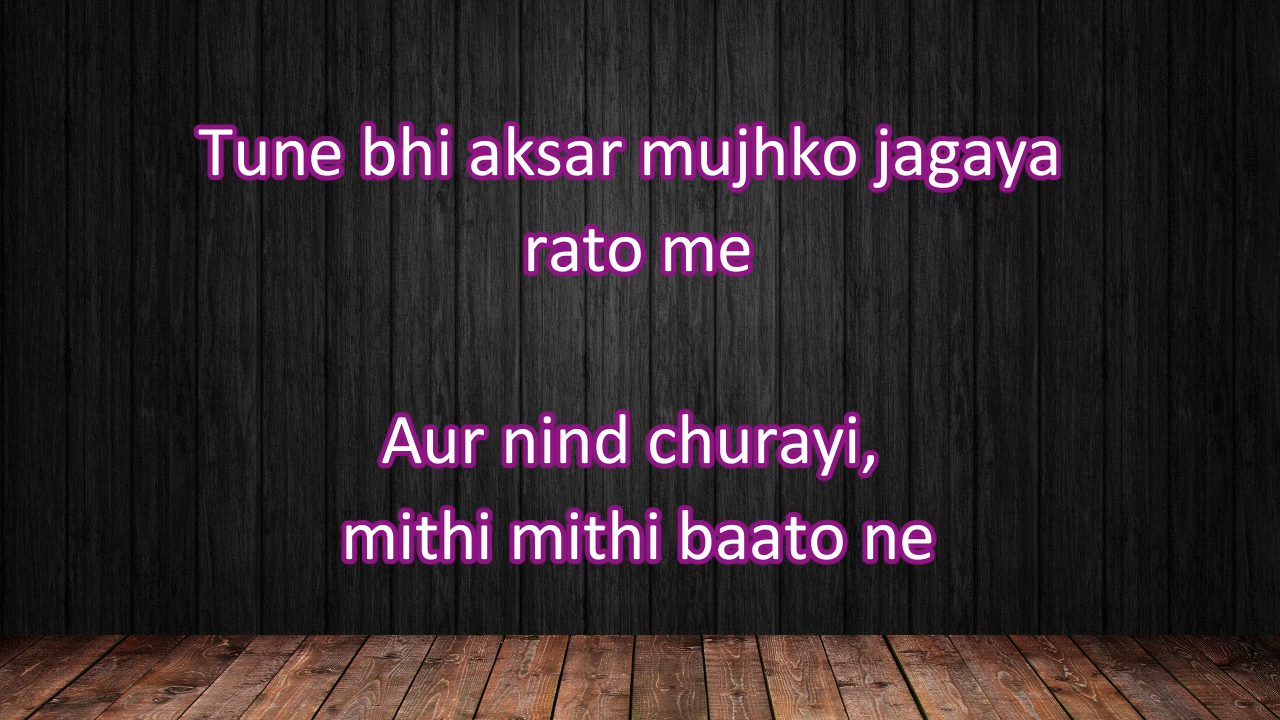 Tune bhi aksar mujhko jagaya
rato me
Aur nind churayi,
mithi mithi baato ne